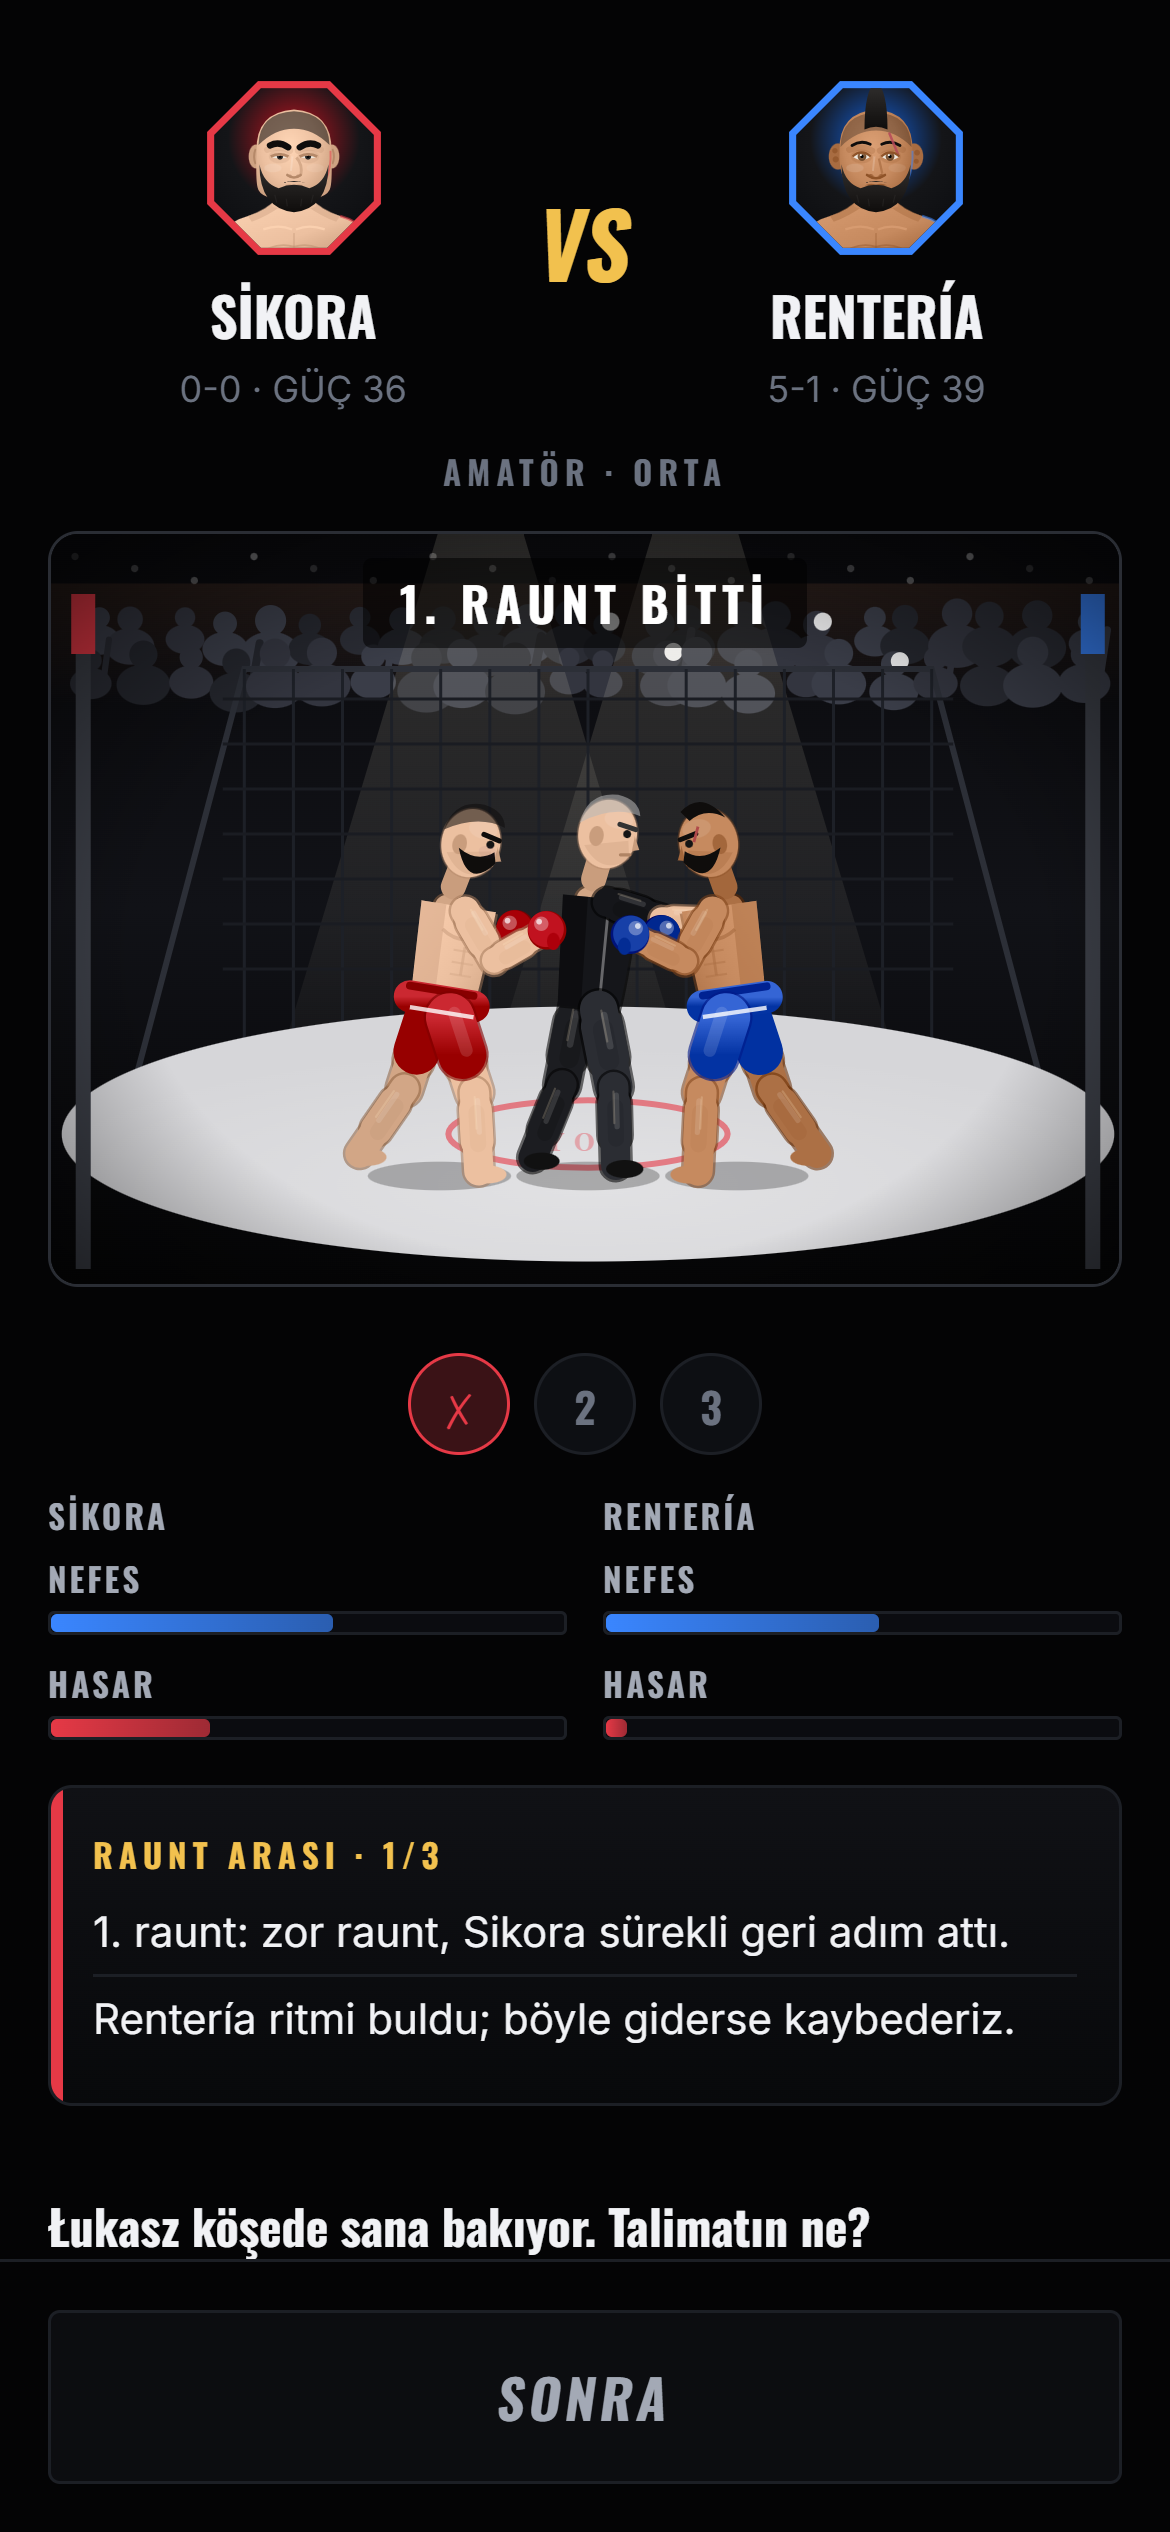 VS
SİKORA
RENTERÍA
0-0 · GÜÇ 36
5-1 · GÜÇ 39
AMATÖR · ORTA
1. RAUNT BİTTİ
O
✗
2
3
SİKORA
RENTERÍA
NEFES
NEFES
HASAR
HASAR
RAUNT ARASI · 1/3
1. raunt: zor raunt, Sikora sürekli geri adım attı.
Rentería ritmi buldu; böyle giderse kaybederiz.
Łukasz köşede sana bakıyor. Talimatın ne?
SONRA